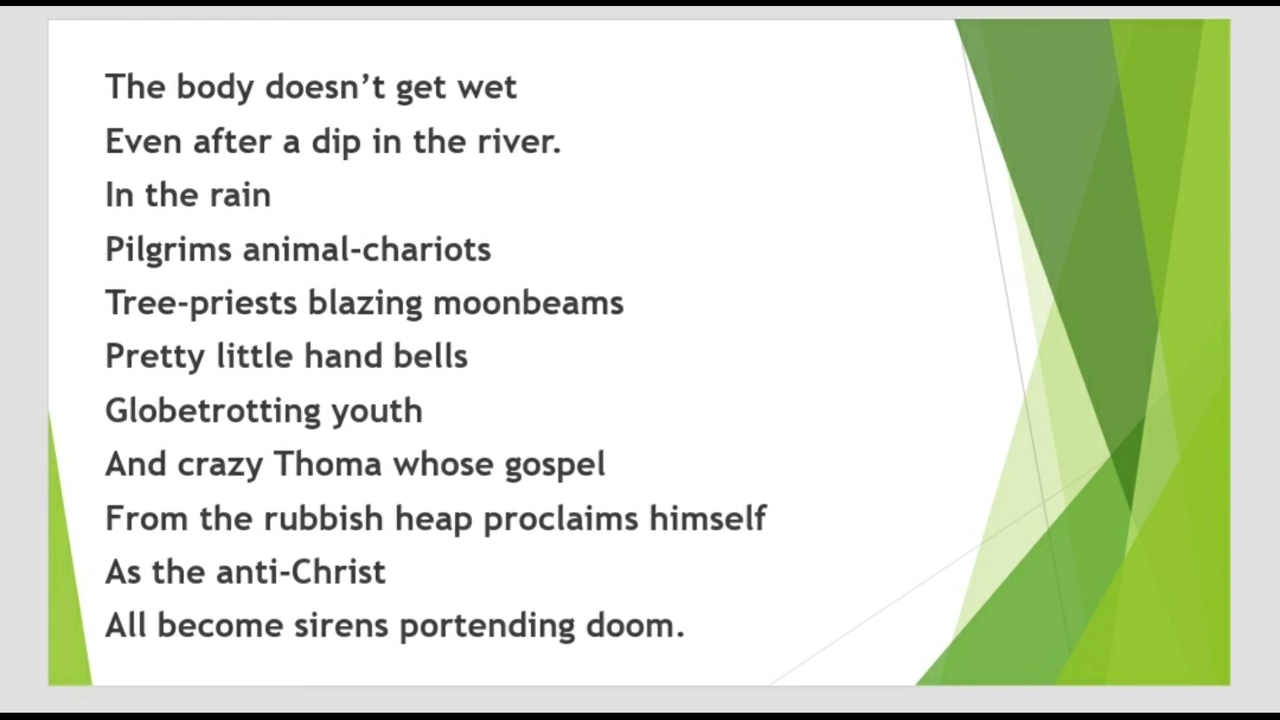 The body doesn’t get wet
Even after a dip in the river.
In the rain
Pilgrims animal-chariots
Tree-priests blazing moonbeams
Pretty little hand bells
Globetrotting youth
And crazy Thoma whose gospel
From the rubbish heap proclaims himself
As the anti-Christ
All become sirens portending doom.